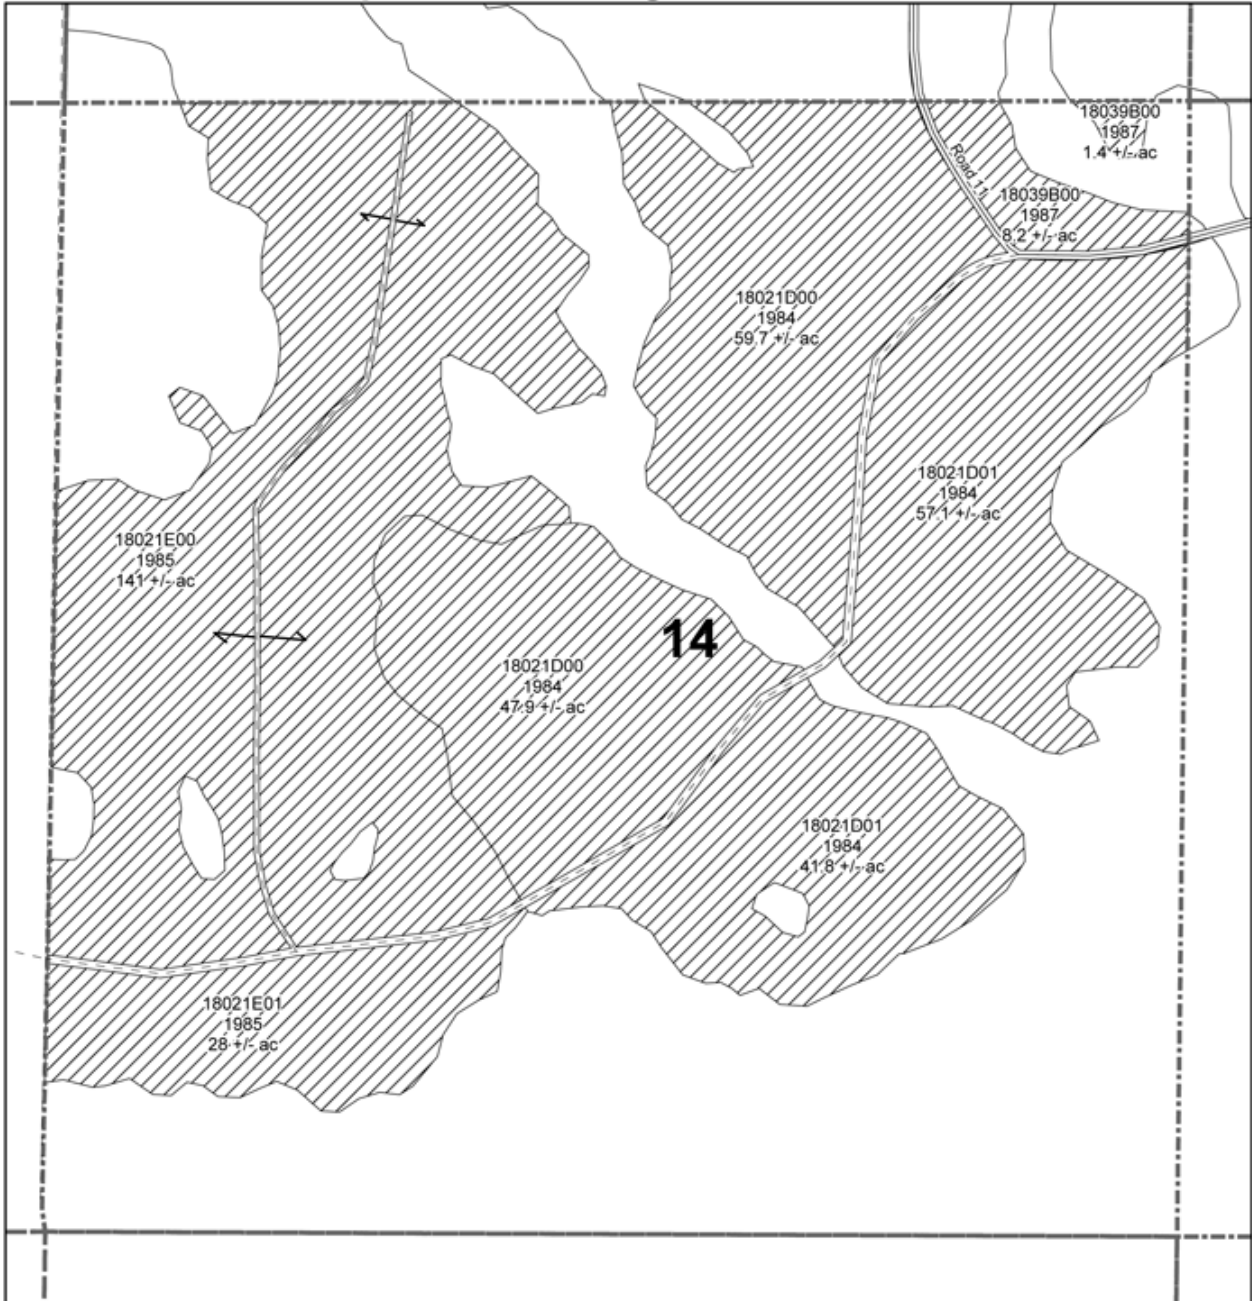 18039B00
1987
1.4 +/- ac
Road 11
18039B00
1987
8.2 +/- ac
18021D00
1984
59.7 +/- ac
18021D01
1984
57.1 +/- ac
18021E00
1985
141 +/- ac
14
18021D00
1984
47.9 +/- ac
18021D01
1984
41.8 +/- ac
18021E01
1985
28 +/- ac